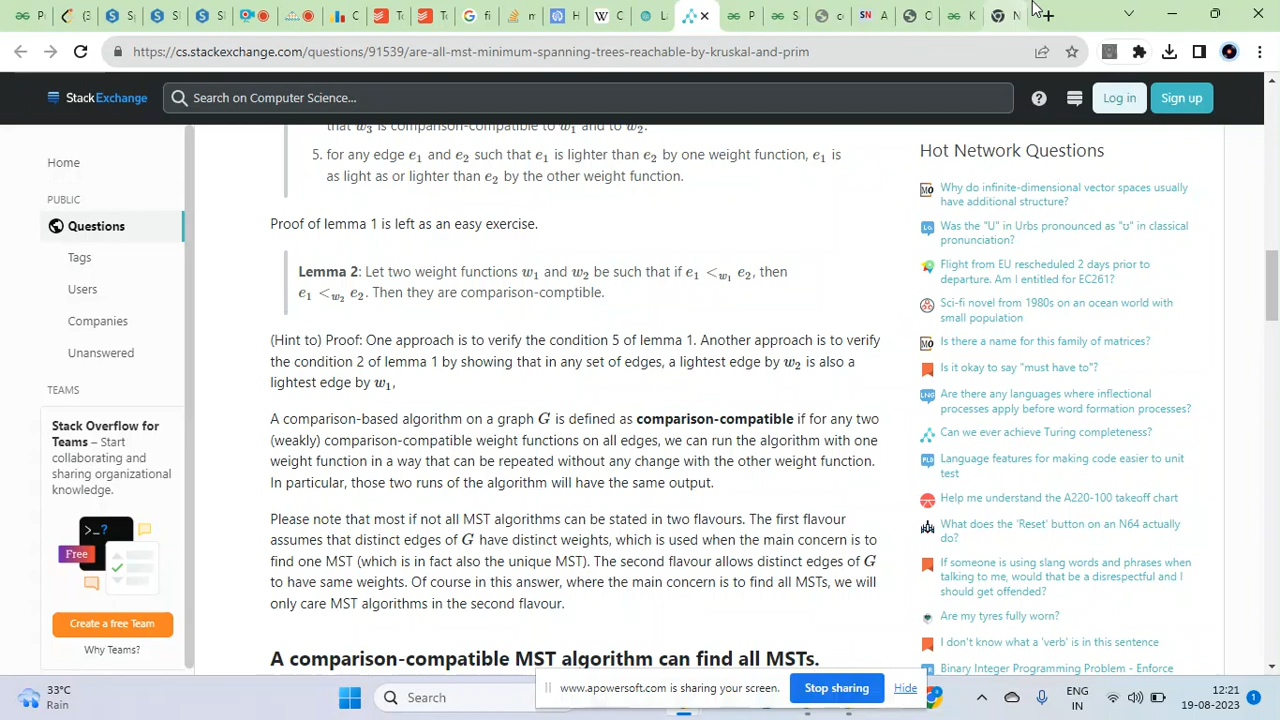 https://cs.stackexchange.com/questions/91539/are-all-mst-minimum-spanning-trees-reachable-by-kruskal-and-prim
StackExchange
Search on Computer Science...
Log in
Sign up
Home
PUBLIC
Questions
Tags
Users
Companies
Unanswered
TEAMS
Stack Overflow for
Teams – Start
collaborating and
sharing organizational
knowledge.
>_?
Free
Create a free Team
Why Teams?
that w3 is comparison-compatible to w1 and to w2.
5. for any edge e1 and e2 such that e1 is lighter than e2 by one weight function, e1 is
as light as or lighter than e2 by the other weight function.
Proof of lemma 1 is left as an easy exercise.
Lemma 2: Let two weight functions w1 and w2 be such that if e1 <w1 e2, then
e1 <w2 e2. Then they are comparison-comptible.
(Hint to) Proof: One approach is to verify the condition 5 of lemma 1. Another approach is to verify
the condition 2 of lemma 1 by showing that in any set of edges, a lightest edge by w2 is also a
lightest edge by w1,
A comparison-based algorithm on a graph G is defined as comparison-compatible if for any two
(weakly) comparison-compatible weight functions on all edges, we can run the algorithm with one
weight function in a way that can be repeated without any change with the other weight function.
In particular, those two runs of the algorithm will have the same output.
Please note that most if not all MST algorithms can be stated in two flavours. The first flavour
assumes that distinct edges of G have distinct weights, which is used when the main concern is to
find one MST (which is in fact also the unique MST). The second flavour allows distinct edges of G
to have same weights. Of course in this answer, where the main concern is to find all MSTs, we will
only care MST algorithms in the second flavour.
A comparison-compatible MST algorithm can find all MSTs.
Hot Network Questions
Why do infinite-dimensional vector spaces usually
have additional structure?
Was the "U" in Urbs pronounced as "ʊ" in classical
pronunciation?
Flight from EU rescheduled 2 days prior to
departure. Am I entitled for EC261?
Sci-fi novel from 1980s on an ocean world with
small population
Is there a name for this family of matrices?
Is it okay to say "must have to"?
Are there any languages where inflectional
processes apply before word formation processes?
Can we ever achieve Turing completeness?
Language features for making code easier to unit
test
Help me understand the A220-100 takeoff chart
What does the 'Reset' button on an N64 actually
do?
If someone is using slang words and phrases when
talking to me, would that be a disrespectful and I
should get offended?
Are my tyres fully worn?
I don't know what a 'verb' is in this sentence
Binary Integer Programming Problem - Enforce
www.apowersoft.com is sharing your screen.
Stop sharing
Hide
33°C
Rain
Search
ENG
IN
12:21
19-08-2023
1